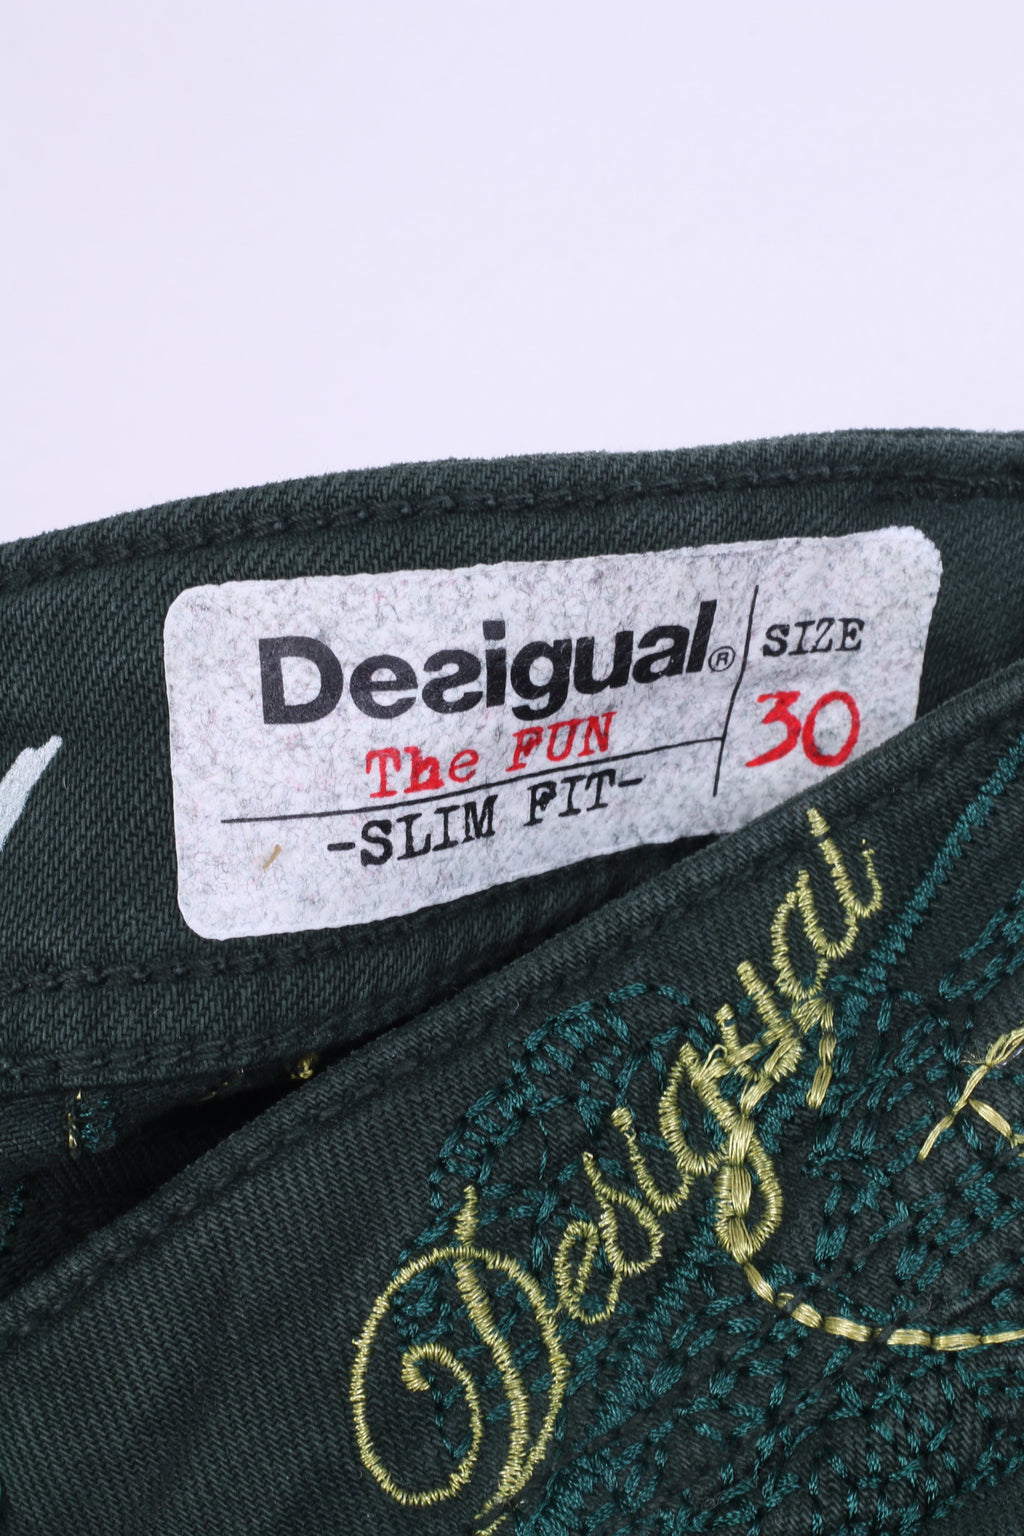 Desigual®
The FUN
-SLIM FIT-
SIZE
30
Desigual